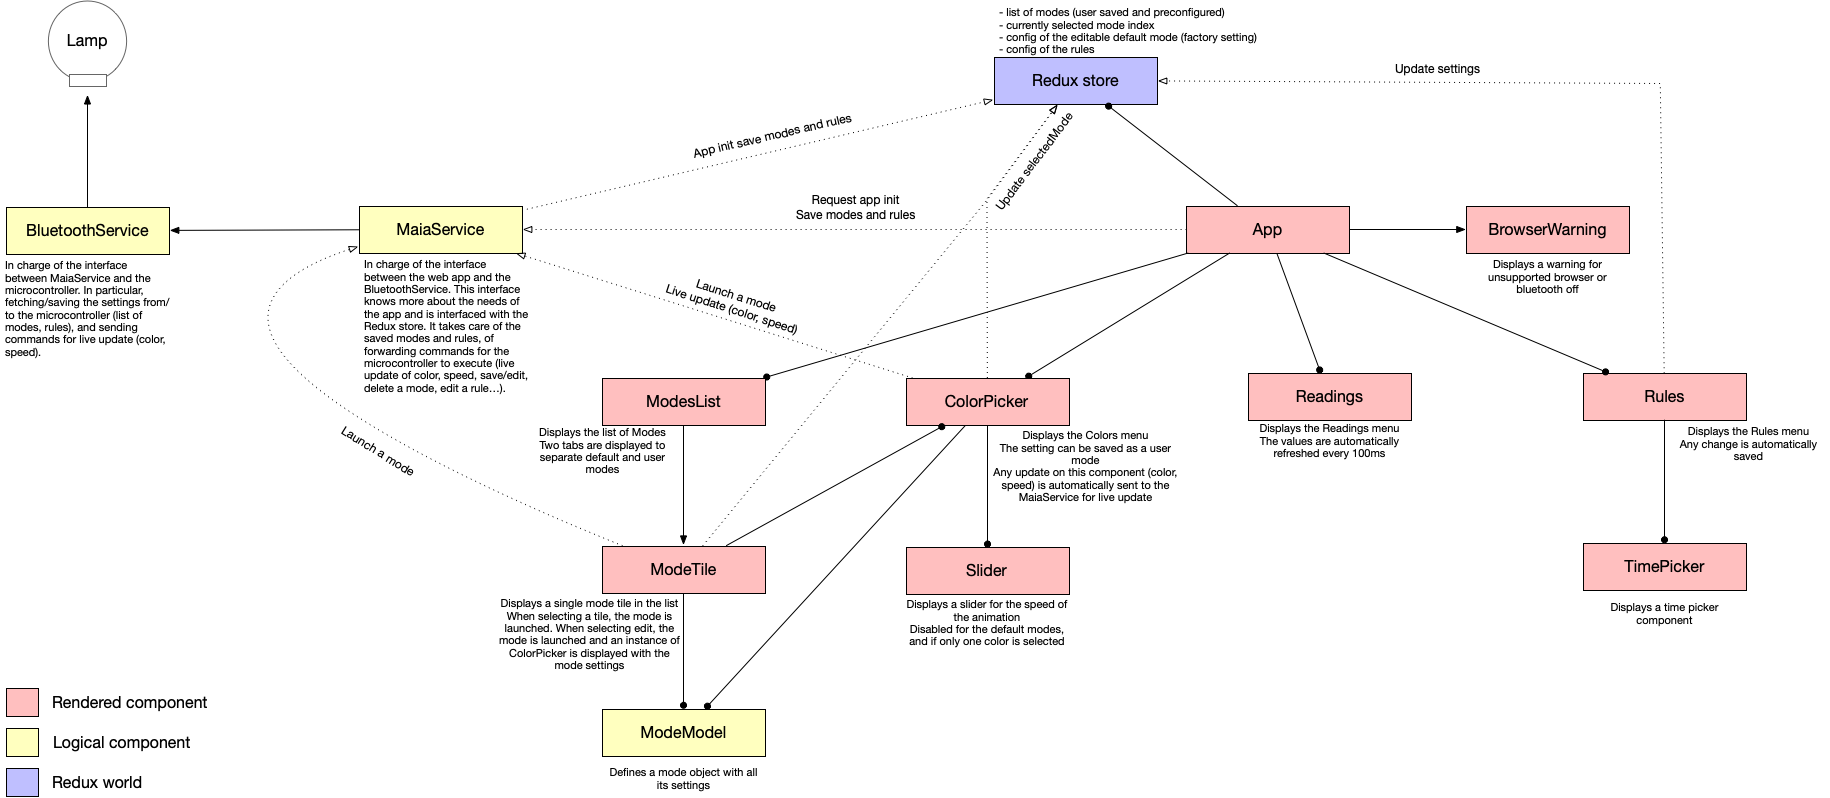 Lamp
- list of modes (user saved and preconfigured)
- currently selected mode index
- config of the editable default mode (factory setting)
- config of the rules
Redux store
Update settings
App init save modes and rules
Update selectedMode
Request app init
Save modes and rules
BluetoothService
In charge of the interface
between MaiaService and the
microcontroller. In particular,
fetching/saving the settings from/
to the microcontroller (list of
modes, rules), and sending
commands for live update (color,
speed).
MaiaService
In charge of the interface
between the web app and the
BluetoothService. This interface
knows more about the needs of
the app and is interfaced with the
Redux store. It takes care of the
saved modes and rules, of
forwarding commands for the
microcontroller to execute (live
update of color, speed, save/edit,
delete a mode, edit a rule…).
App
BrowserWarning
Displays a warning for
unsupported browser or
bluetooth off
Launch a mode
Live update (color, speed)
ModesList
Displays the list of Modes
Two tabs are displayed to
separate default and user
modes
ColorPicker
Displays the Colors menu
The setting can be saved as a user
mode
Any update on this component (color,
speed) is automatically sent to the
MaiaService for live update
Readings
Displays the Readings menu
The values are automatically
refreshed every 100ms
Rules
Displays the Rules menu
Any change is automatically
saved
Launch a mode
ModeTile
Displays a single mode tile in the list
When selecting a tile, the mode is
launched. When selecting edit, the
mode is launched and an instance of
ColorPicker is displayed with the
mode settings
Slider
Displays a slider for the speed of
the animation
Disabled for the default modes,
and if only one color is selected
TimePicker
Displays a time picker
component
ModeModel
Defines a mode object with all
its settings
Rendered component
Logical component
Redux world